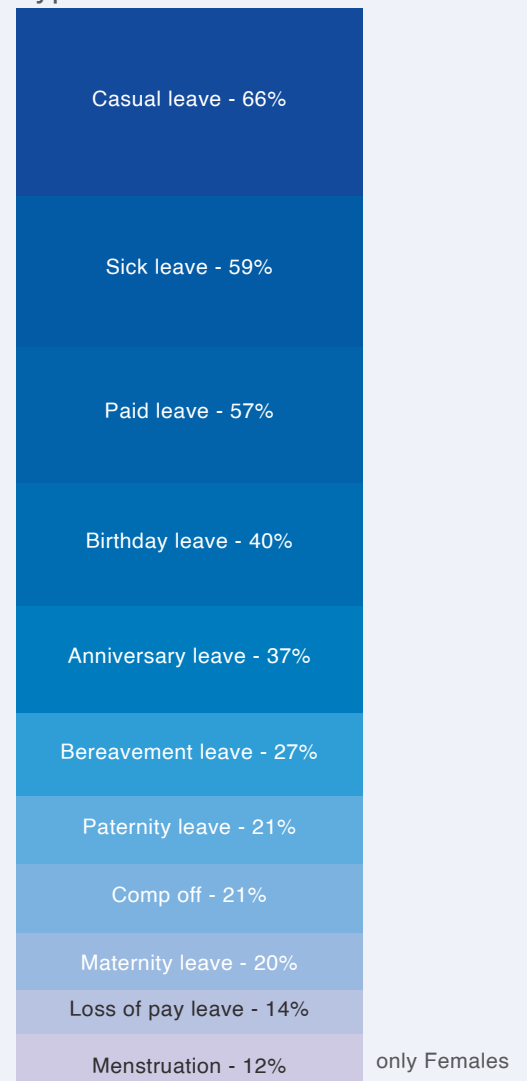 Casual leave - 66%
Sick leave - 59%
Paid leave - 57%
Birthday leave - 40%
Anniversary leave - 37%
Bereavement leave - 27%
Paternity leave - 21%
Comp off - 21%
Maternity leave - 20%
Loss of pay leave - 14%
Menstruation - 12% only Females